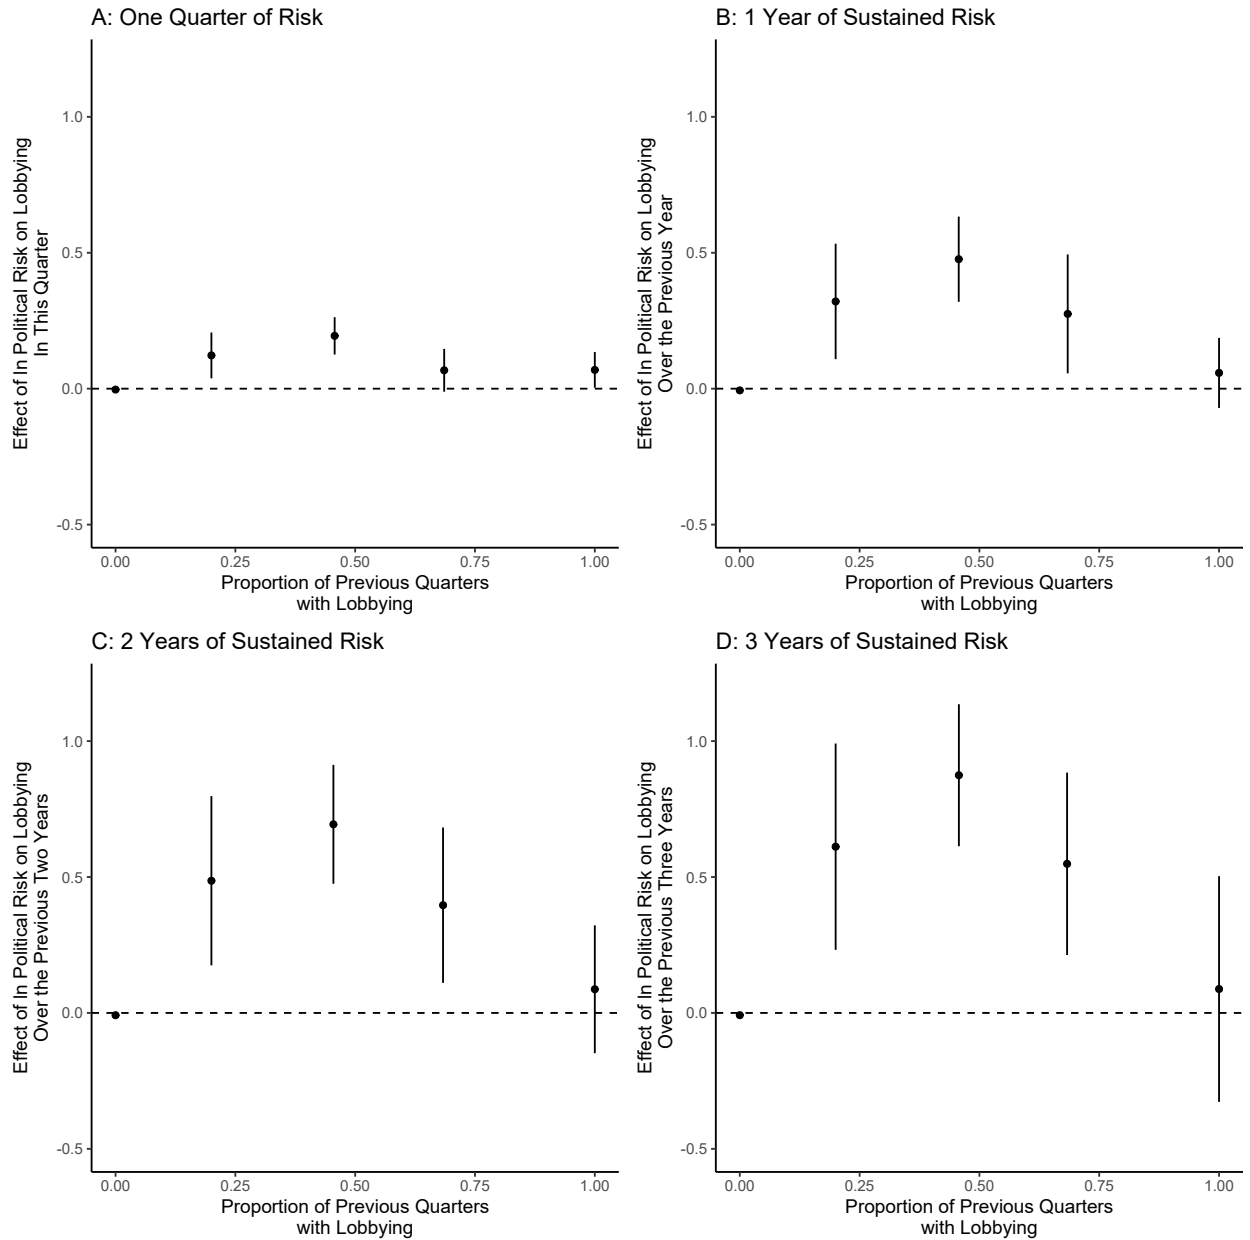 A: One Quarter of Risk
Effect of In Political Risk on Lobbying
In This Quarter
1.0
0.5
0.0
-0.5
0.00 0.25 0.50 0.75 1.00
Proportion of Previous Quarters
with Lobbying
B: 1 Year of Sustained Risk
Effect of In Political Risk on Lobbying
Over the Previous Year
1.0
0.5
0.0
-0.5
0.00 0.25 0.50 0.75 1.00
Proportion of Previous Quarters
with Lobbying
C: 2 Years of Sustained Risk
Effect of In Political Risk on Lobbying
Over the Previous Two Years
1.0
0.5
0.0
-0.5
0.00 0.25 0.50 0.75 1.00
Proportion of Previous Quarters
with Lobbying
D: 3 Years of Sustained Risk
Effect of In Political Risk on Lobbying
Over the Previous Three Years
1.0
0.5
0.0
-0.5
0.00 0.25 0.50 0.75 1.00
Proportion of Previous Quarters
with Lobbying